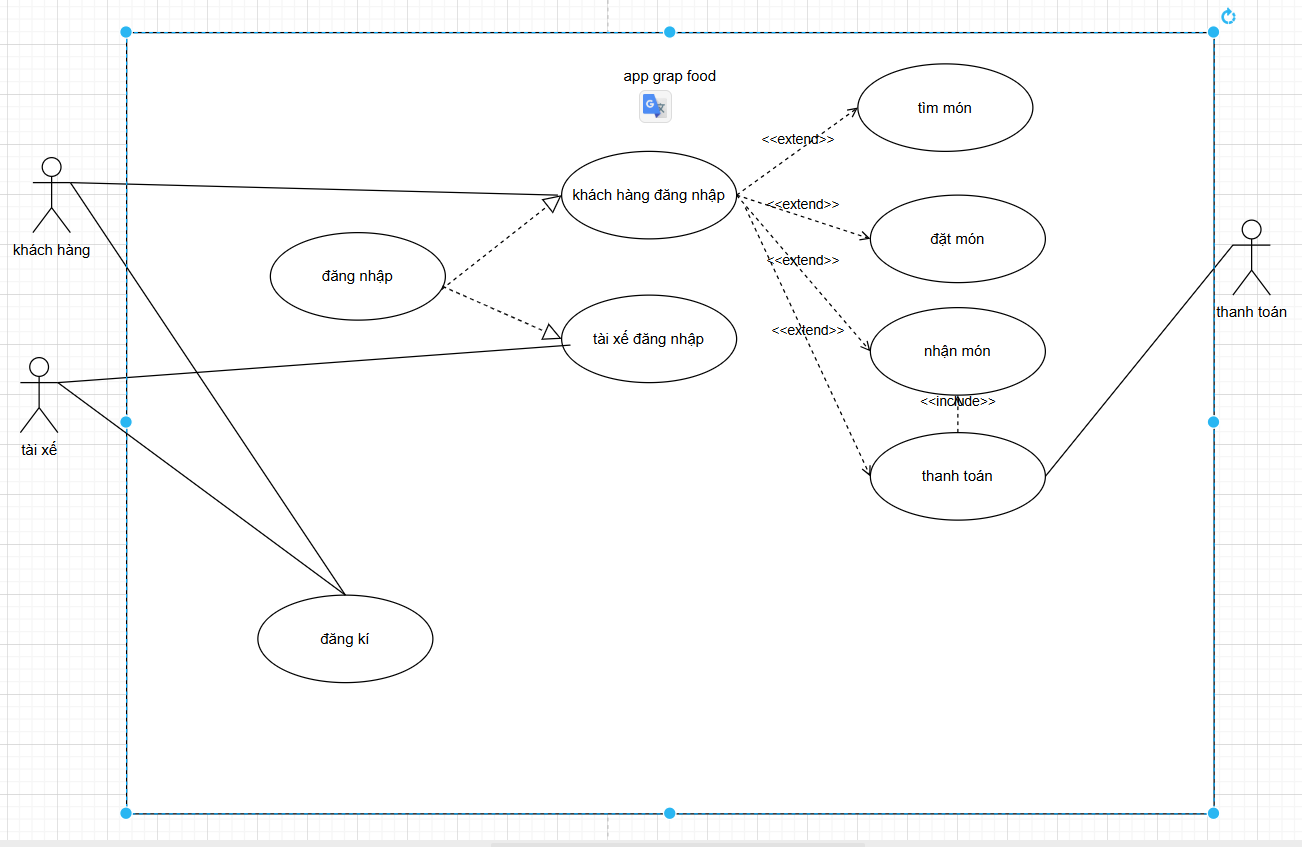 app grap food
tìm món
<<extend>>
khách hàng đăng nhập
<<extend>>
đặt món
khách hàng
<<extend>>
đăng nhập
thanh toán
<<extend>>
tài xế đăng nhập
nhận món
<<include>>
tài xế
thanh toán
đăng kí